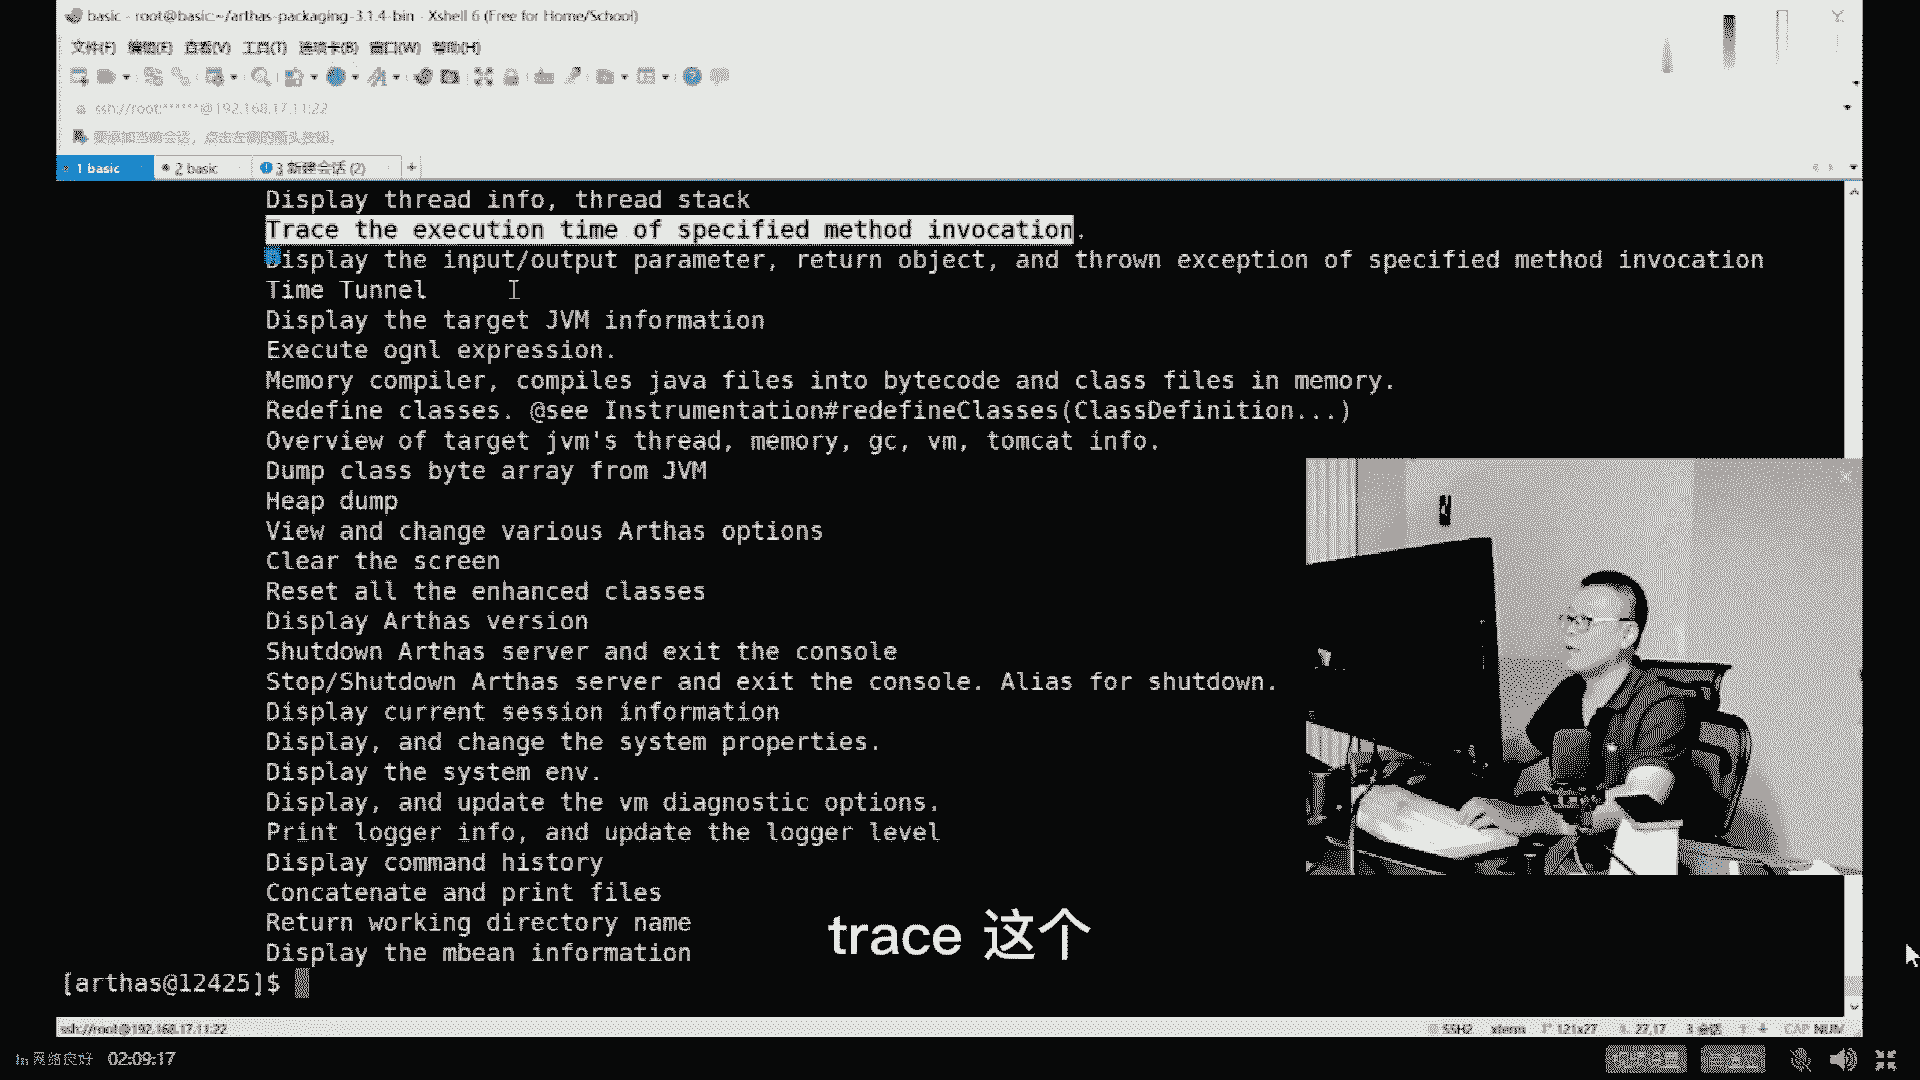 basic - root@basic:~/arthas-packaging-3.1.4-bin - Xshell 6 (Free for Home/School)
文件(F) 编辑(E) 查看(V) 工具(T) 选项卡(B) 窗口(W) 帮助(H)
ssh://root:******@192.168.17.11:22
要添加当前会话，点击左侧的箭头按钮。
1 basic
2 basic
3 新建会话 (2)
Display thread info, thread stack
Trace the execution time of specified method invocation.
Display the input/output parameter, return object, and thrown exception of specified method invocation
Time Tunnel
Display the target JVM information
Execute ognl expression.
Memory compiler, compiles java files into bytecode and class files in memory.
Redefine classes. @see Instrumentation#redefineClasses(ClassDefinition...)
Overview of target jvm's thread, memory, gc, vm, tomcat info.
Dump class byte array from JVM
Heap dump
View and change various Arthas options
Clear the screen
Reset all the enhanced classes
Display Arthas version
Shutdown Arthas server and exit the console
Stop/Shutdown Arthas server and exit the console. Alias for shutdown.
Display current session information
Display, and change the system properties.
Display the system env.
Display, and update the vm diagnostic options.
Print logger info, and update the logger level
Display command history
Concatenate and print files
Return working directory name
Display the mbean information
[arthas@12425]$
trace 这个
ssh://root@192.168.17.11:22
SSH2 xterm 121x27 27,17 3 会话 CAP NUM
网络良好 02:09:17